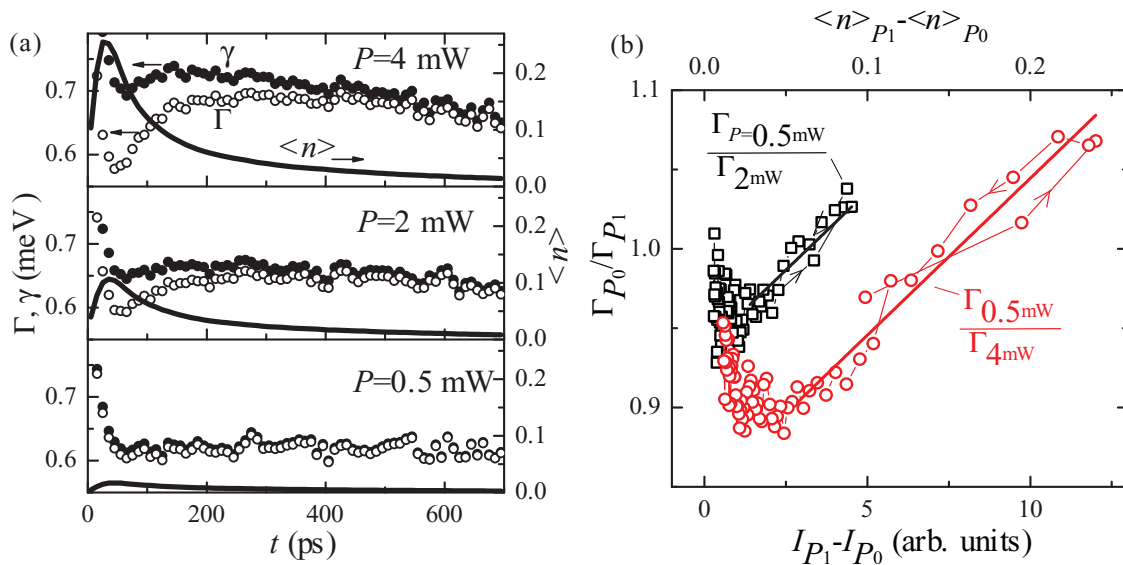 (a)
P=4 mW
γ
Γ
<n>
0.7
0.6
0.2
0.1
0.0
P=2 mW
0.7
0.6
0.2
0.1
0.0
P=0.5 mW
0.7
0.6
0.2
0.1
0.0
Γ, γ (meV)
<n>
0 200 400 600
t (ps)
(b)
<n>P1-<n>P0
0.0 0.1 0.2
ΓP=0.5mW
Γ2mW
Γ0.5mW
Γ4mW
1.1
1.0
0.9
ΓP0/ΓP1
0 5 10
IP1-IP0 (arb. units)